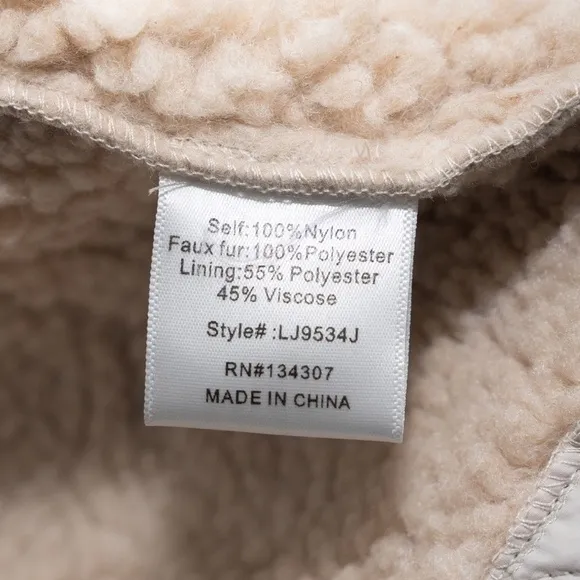 Self:100%Nylon
Faux fur:100%Polyester
Lining:55% Polyester
45% Viscose
Style# :LJ9534J
RN#134307
MADE IN CHINA